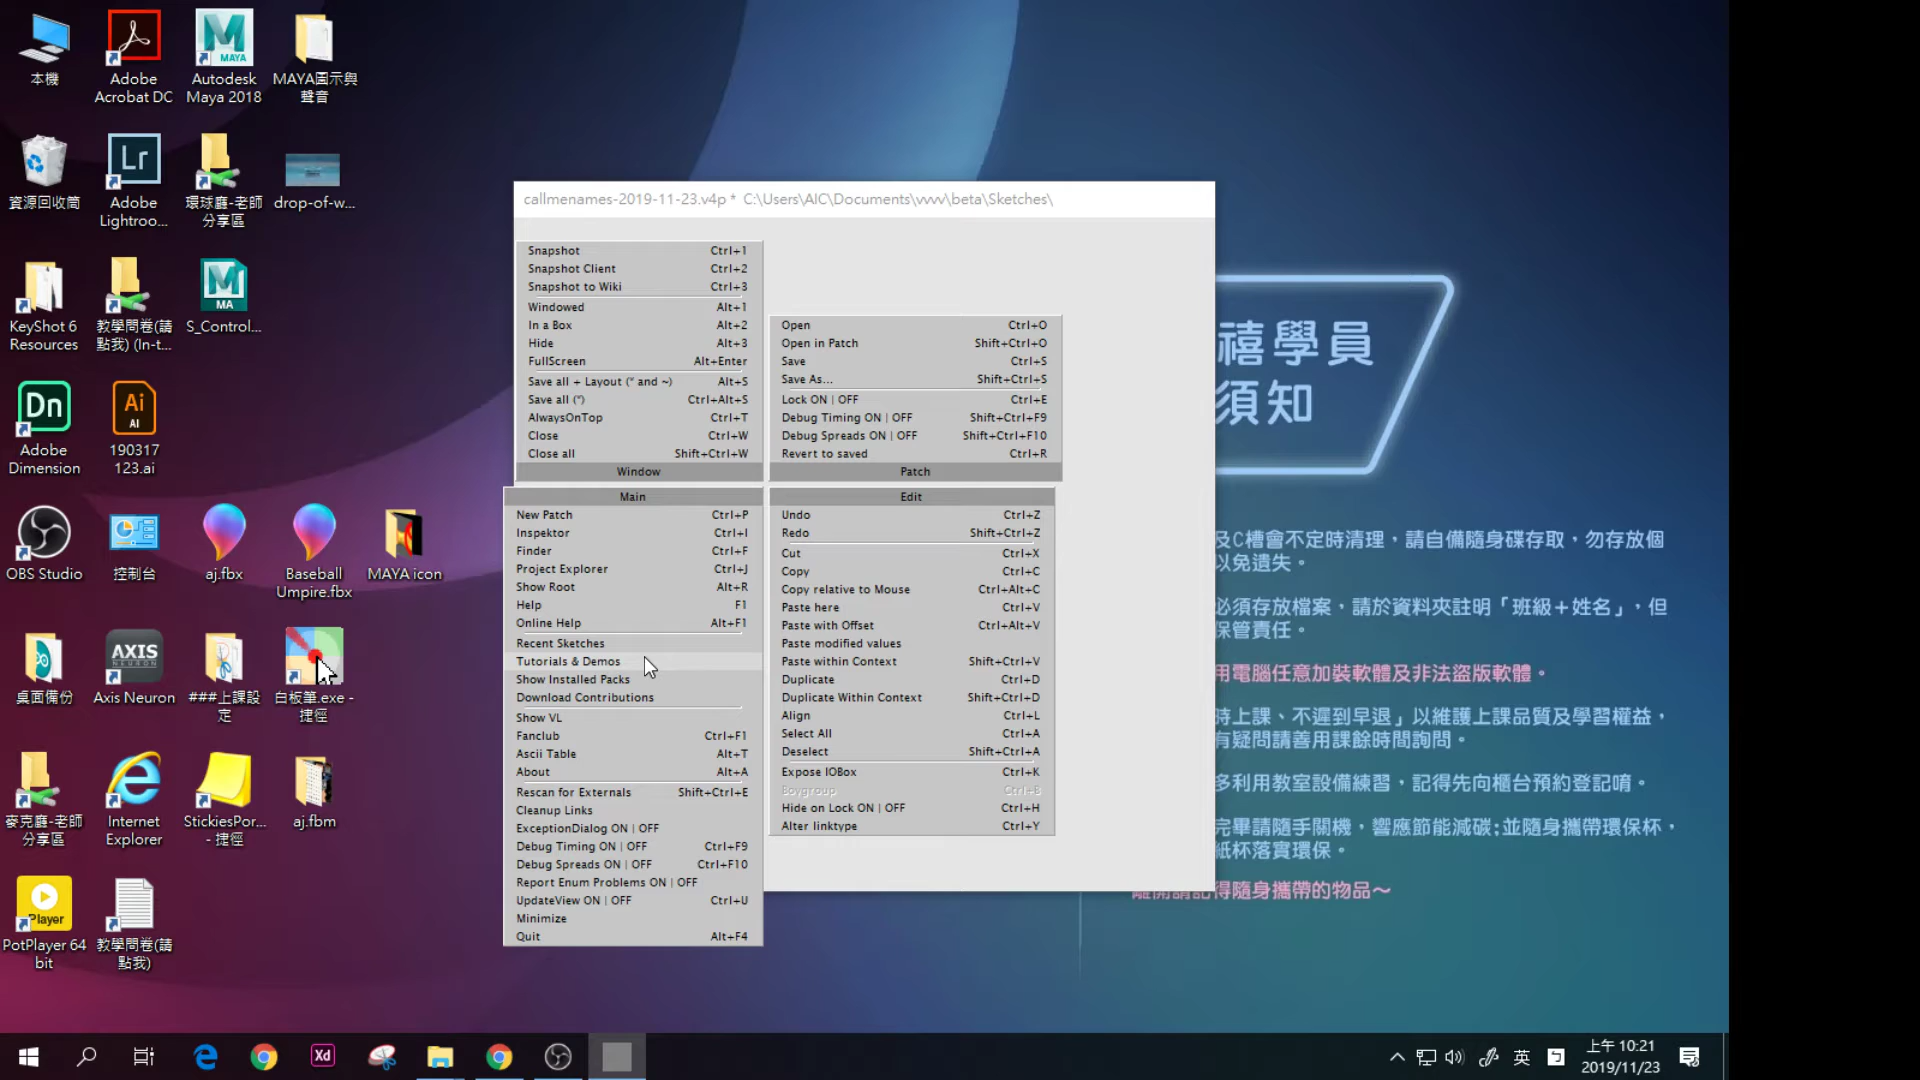 本機
Adobe
Acrobat DC
Autodesk
Maya 2018
MAYA圖示與
聲音
資源回收筒
Adobe
Lightroo...
環球廳-老師
分享區
drop-of-w...
KeyShot 6
Resources
教學問卷(請
點我) (In-t...
S_Control...
Adobe
Dimension
190317
123.ai
OBS Studio
控制台
aj.fbx
Baseball
Umpire.fbx
MAYA icon
桌面備份
Axis Neuron
###上課設
定
白板筆.exe -
捷徑
麥克廳-老師
分享區
Internet
Explorer
StickiesPor...
- 捷徑
aj.fbm
PotPlayer 64
bit
教學問卷(請
點我)
callmenames-2019-11-23.v4p * C:\Users\AIC\Documents\vvvv\beta\Sketches\
Snapshot Ctrl+1
Snapshot Client Ctrl+2
Snapshot to Wiki Ctrl+3
Windowed Alt+1
In a Box Alt+2
Hide Alt+3
FullScreen Alt+Enter
Save all + Layout (* and ~) Alt+S
Save all (*) Ctrl+Alt+S
AlwaysOnTop Ctrl+T
Close Ctrl+W
Close all Shift+Ctrl+W
Window
Open Ctrl+O
Open in Patch Shift+Ctrl+O
Save Ctrl+S
Save As... Shift+Ctrl+S
Lock ON | OFF Ctrl+E
Debug Timing ON | OFF Shift+Ctrl+F9
Debug Spreads ON | OFF Shift+Ctrl+F10
Revert to saved Ctrl+R
Patch
Main
New Patch Ctrl+P
Inspektor Ctrl+I
Finder Ctrl+F
Project Explorer Ctrl+J
Show Root Alt+R
Help F1
Online Help Alt+F1
Recent Sketches
Tutorials & Demos
Show Installed Packs
Download Contributions
Show VL
Fanclub Ctrl+F1
Ascii Table Alt+T
About Alt+A
Rescan for Externals Shift+Ctrl+E
Cleanup Links
ExceptionDialog ON | OFF
Debug Timing ON | OFF Ctrl+F9
Debug Spreads ON | OFF Ctrl+F10
Report Enum Problems ON | OFF
UpdateView ON | OFF Ctrl+U
Minimize
Quit Alt+F4
Edit
Undo Ctrl+Z
Redo Shift+Ctrl+Z
Cut Ctrl+X
Copy Ctrl+C
Copy relative to Mouse Ctrl+Alt+C
Paste here Ctrl+V
Paste with Offset Ctrl+Alt+V
Paste modified values
Paste within Context Shift+Ctrl+V
Duplicate Ctrl+D
Duplicate Within Context Shift+Ctrl+D
Align Ctrl+L
Select All Ctrl+A
Deselect Shift+Ctrl+A
Expose IOBox Ctrl+K
Boygroup Ctrl+B
Hide on Lock ON | OFF Ctrl+H
Alter linktype Ctrl+Y
禧學員
須知
及C槽會不定時清理，請自備隨身碟存取，勿存放個
以免遺失。
必須存放檔案，請於資料夾註明「班級＋姓名」，但
保管責任。
用電腦任意加裝軟體及非法盜版軟體。
時上課、不遲到早退」以維護上課品質及學習權益，
有疑問請善用課餘時間詢問。
多利用教室設備練習，記得先向櫃台預約登記唷。
完畢請隨手關機，響應節能減碳;並隨身攜帶環保杯，
紙杯落實環保。
離開請記得隨身攜帶的物品～
英
上午 10:21
2019/11/23